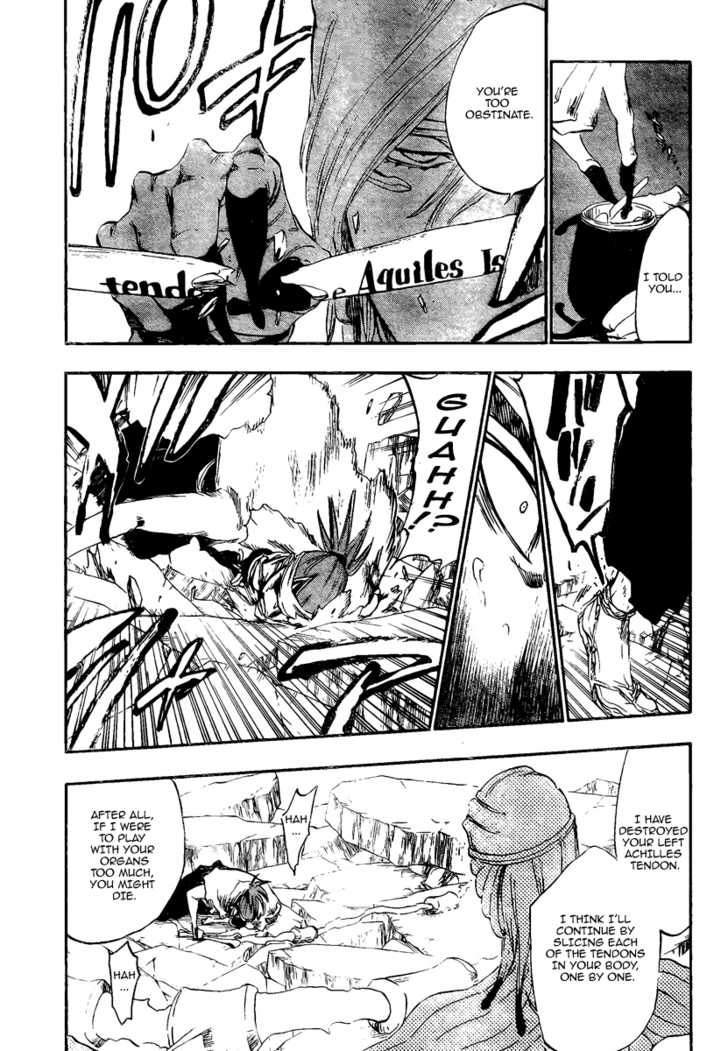 I TOLD
YOU...
YOU'RE
TOO
OBSTINATE.
tend
e Aquiles Is
GUAHH!?
I HAVE
DESTROYED
YOUR LEFT
ACHILLES
TENDON.
I THINK I'LL
CONTINUE BY
SLICING EACH
OF THE TENDONS
IN YOUR BODY,
ONE BY ONE.
HAH
...
AFTER ALL,
IF I WERE
TO PLAY
WITH YOUR
ORGANS
TOO MUCH,
YOU MIGHT
DIE.
HAH
...